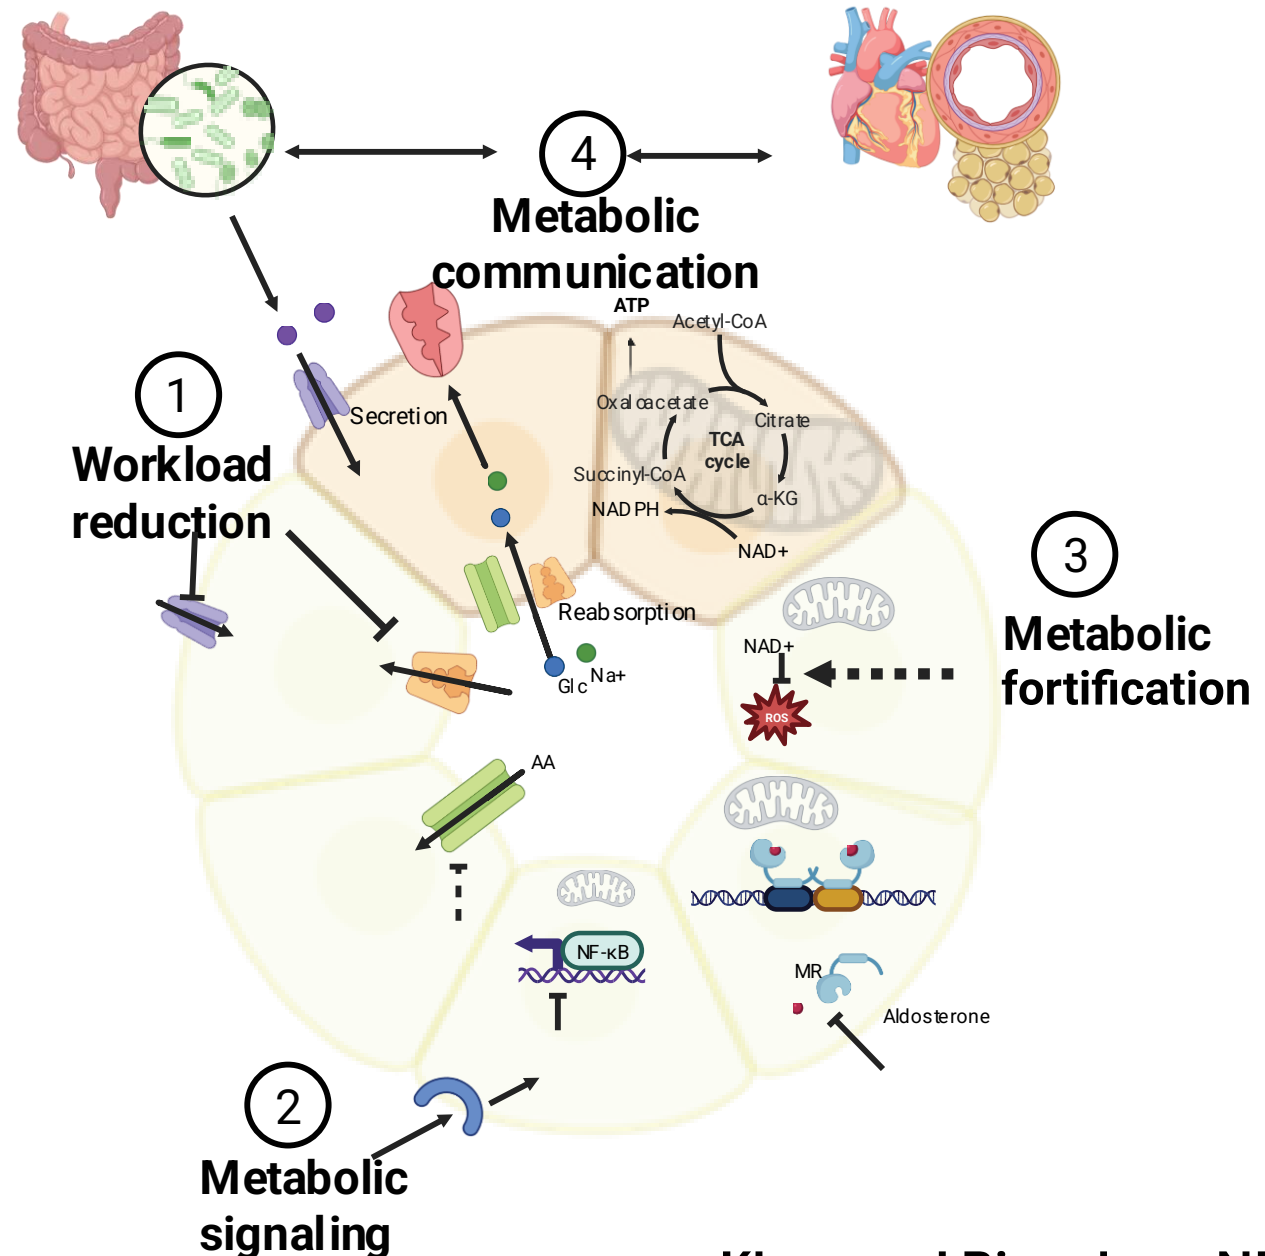 4
Metabolic
communication
ATP
Acetyl-CoA
Oxaloacetate
Citrate
TCA
cycle
Succinyl-CoA
α-KG
NADPH
NAD+
1
Workload
reduction
Secretion
Reabsorption
Glc
Na+
3
Metabolic
fortification
NAD+
ROS
AA
NF-κB
MR
Aldosterone
2
Metabolic
signaling